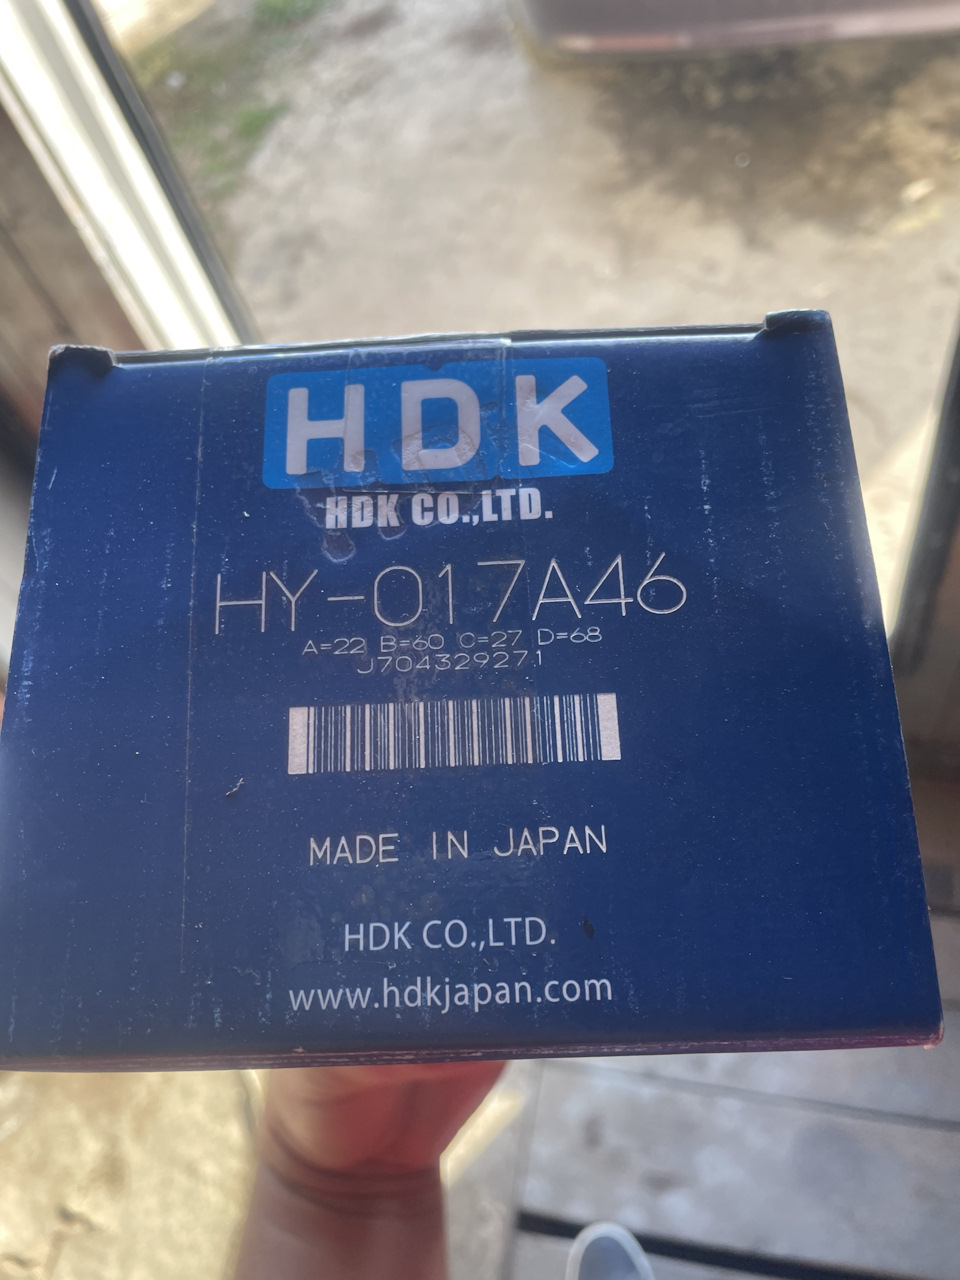 HDK
HDK CO.,LTD.
HY-017A46
A=22 B=60 C=27 D=68
J704329271
MADE IN JAPAN
HDK CO.,LTD.
www.hdkjapan.com